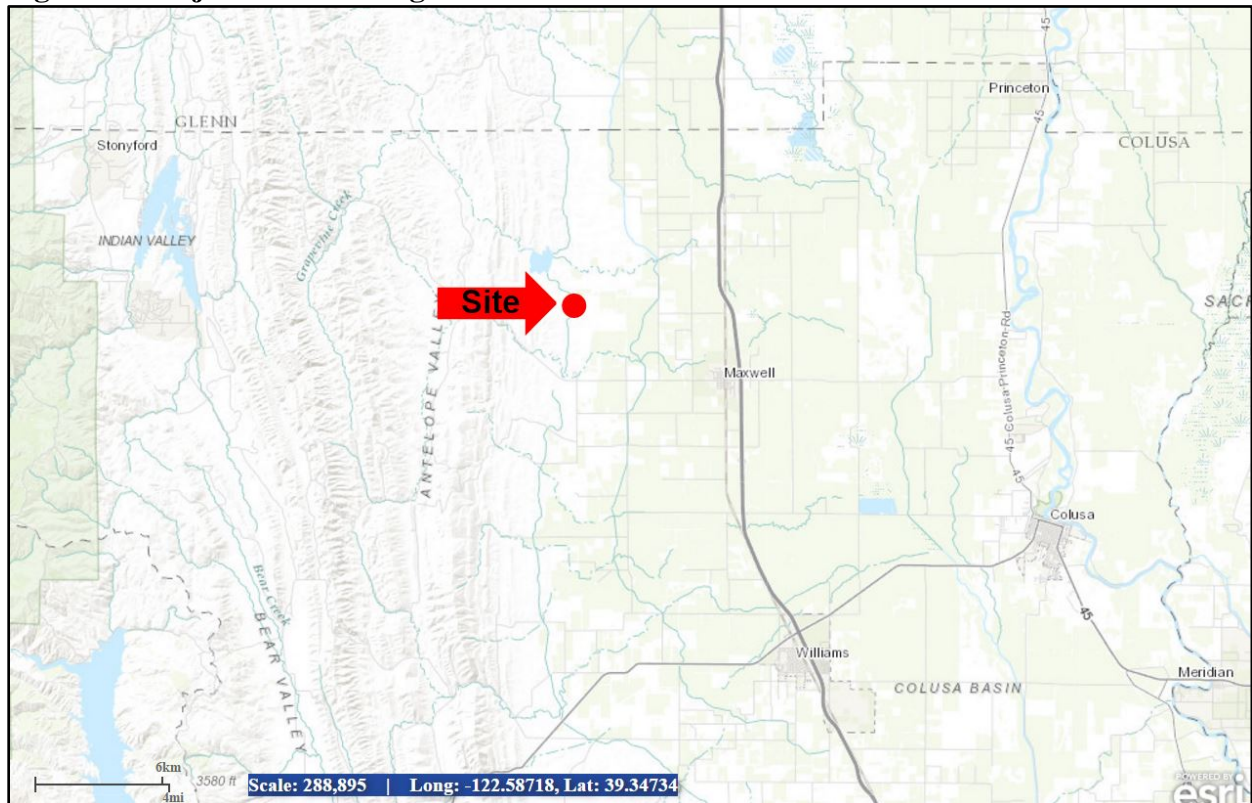 GLENN
Stonyford
Princeton
45
COLUSA
Grapevine Creek
INDIAN VALLEY
Site
ANTELOPE VALLEY
Maxwell
45-Colusa-Princeton-Rd
45
Colusa
Bear Creek
BEAR VALLEY
Williams
45
Meridian
COLUSA BASIN
6km
4mi
3580 ft
Scale: 288,895 | Long: -122.58718, Lat: 39.34734
POWERED BY
esri